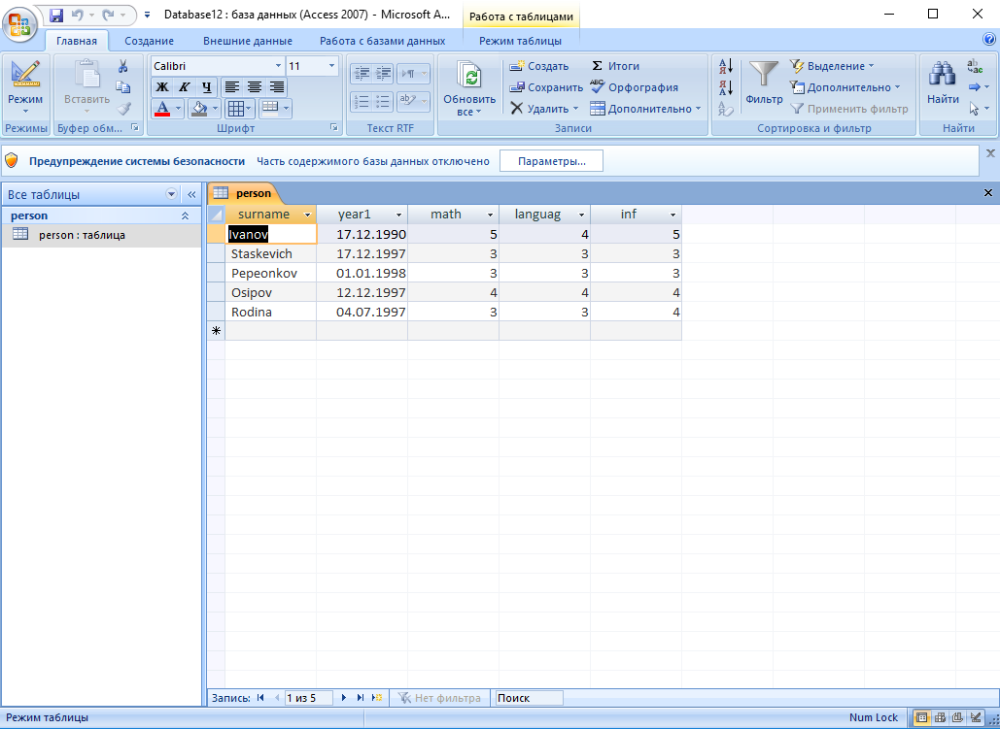 Database12 : база данных (Access 2007) - Microsoft A...
Работа с таблицами
Главная Создание Внешние данные Работа с базами данных Режим таблицы
Calibri 11
Режим
Вставить
Ж К Ч
А
Обновить все
Создать
Сохранить
Удалить
Итоги
Орфография
Дополнительно
Фильтр
Выделение
Дополнительно
Применить фильтр
Найти
Режимы Буфер обм... Шрифт Текст RTF Записи Сортировка и фильтр Найти
Предупреждение системы безопасности Часть содержимого базы данных отключено Параметры...
Все таблицы
person
person : таблица
person
surname year1 math languag inf
Ivanov 17.12.1990 5 4 5
Staskevich 17.12.1997 3 3 3
Pepeonkov 01.01.1998 3 3 3
Osipov 12.12.1997 4 4 4
Rodina 04.07.1997 3 3 4
Запись: 1 из 5 Нет фильтра Поиск
Режим таблицы Num Lock